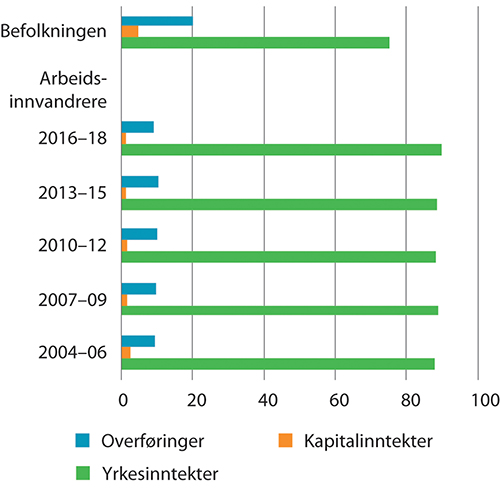 Befolkningen
Arbeids-
innvandrere
2016–18
2013–15
2010–12
2007–09
2004–06
0 20 40 60 80 100
Overføringer Kapitalinntekter
Yrkesinntekter